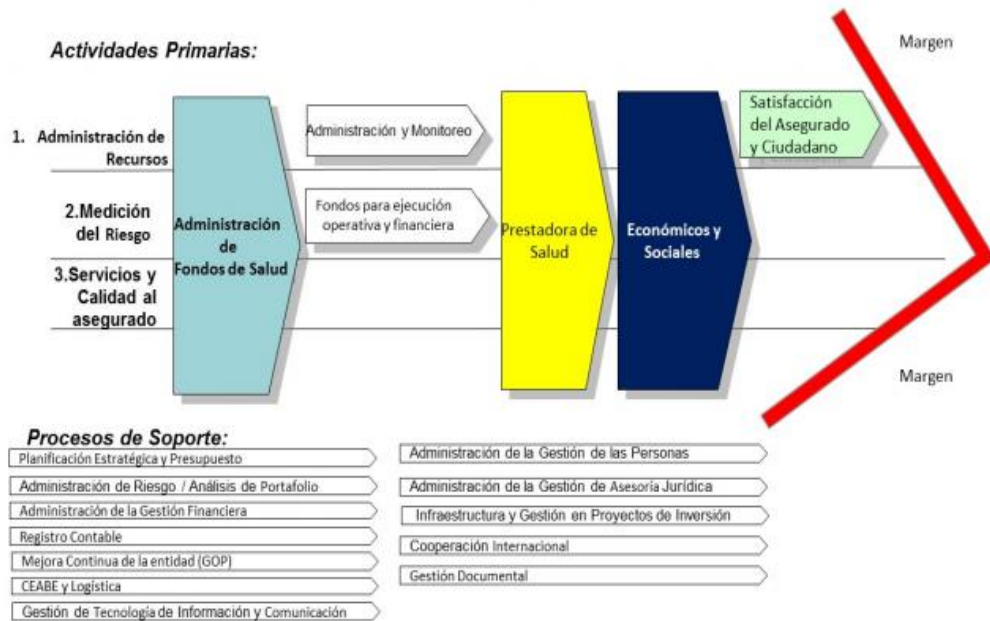 Actividades Primarias:
Margen
1. Administración de
Recursos
Administración y Monitoreo
Satisfacción
del Asegurado
y Ciudadano
2.Medición
del Riesgo
Administración
de
Fondos de Salud
Fondos para ejecución
operativa y financiera
Prestadora de
Salud
Económicos y
Sociales
3.Servicios y
Calidad al
asegurado
Margen
Procesos de Soporte:
Planificación Estratégica y Presupuesto
Administración de Riesgo / Análisis de Portafolio
Administración de la Gestión Financiera
Registro Contable
Mejora Continua de la entidad (GOP)
CEABE y Logística
Gestión de Tecnología de Información y Comunicación
Administración de la Gestión de las Personas
Administración de la Gestión de Asesoría Jurídica
Infraestructura y Gestión en Proyectos de Inversión
Cooperación Internacional
Gestión Documental